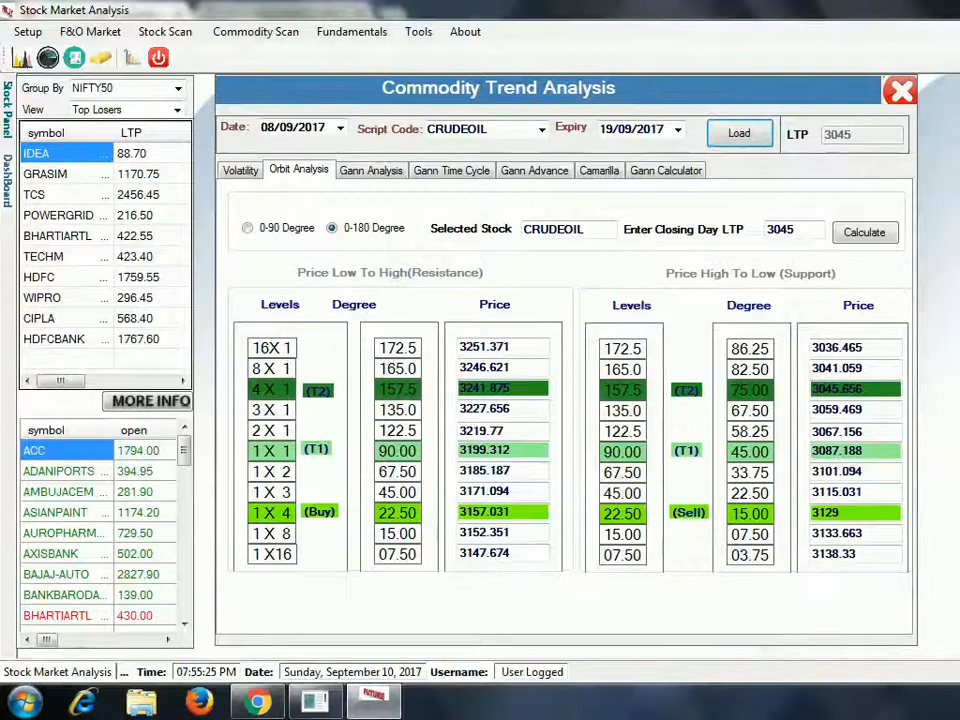 Stock Market Analysis
Setup F&O Market Stock Scan Commodity Scan Fundamentals Tools About
Stock Panel
DashBoard
Group By NIFTY50
View Top Losers
symbol LTP
IDEA ... 88.70
GRASIM ... 1170.75
TCS ... 2456.45
POWERGRID ... 216.50
BHARTIARTL ... 422.55
TECHM ... 423.40
HDFC ... 1759.55
WIPRO ... 296.45
CIPLA ... 568.40
HDFCBANK ... 1767.60
MORE INFO
symbol open
ACC ... 1794.00
ADANIPORTS ... 394.95
AMBUJACEM ... 281.90
ASIANPAINT ... 1174.20
AUROPHARM... 729.50
AXISBANK ... 1002.00
BAJAJ-AUTO ... 2827.90
BANKBARODA... 139.00
BHARTIARTL ... 430.00
Commodity Trend Analysis
Date: 08/09/2017 Script Code: CRUDEOIL Expiry 19/09/2017 Load LTP 3045
Volatility Orbit Analysis Gann Analysis Gann Time Cycle Gann Advance Camarilla Gann Calculator
0-90 Degree 0-180 Degree Selected Stock CRUDEOIL Enter Closing Day LTP 3045 Calculate
Price Low To High(Resistance)
Levels Degree Price
16X 1 172.5 3251.371
8 X 1 165.0 3246.621
4 X 1 (T2) 157.5 3241.875
3 X 1 135.0 3227.656
2 X 1 122.5 3219.77
1 X 1 (T1) 90.00 3199.312
1 X 2 67.50 3185.187
1 X 3 45.00 3171.094
1 X 4 (Buy) 22.50 3157.031
1 X 8 15.00 3152.351
1 X16 07.50 3147.674
Price High To Low (Support)
Levels Degree Price
172.5 86.25 3036.465
165.0 82.50 3041.059
157.5 (T2) 75.00 3045.656
135.0 67.50 3059.469
122.5 58.25 3067.156
90.00 (T1) 45.00 3087.188
67.50 33.75 3101.094
45.00 22.50 3115.031
22.50 (Sell) 15.00 3129
15.00 07.50 3133.663
07.50 03.75 3138.33
Stock Market Analysis ... Time: 07:55:25 PM Date: Sunday, September 10, 2017 Username: User Logged
FUTURE